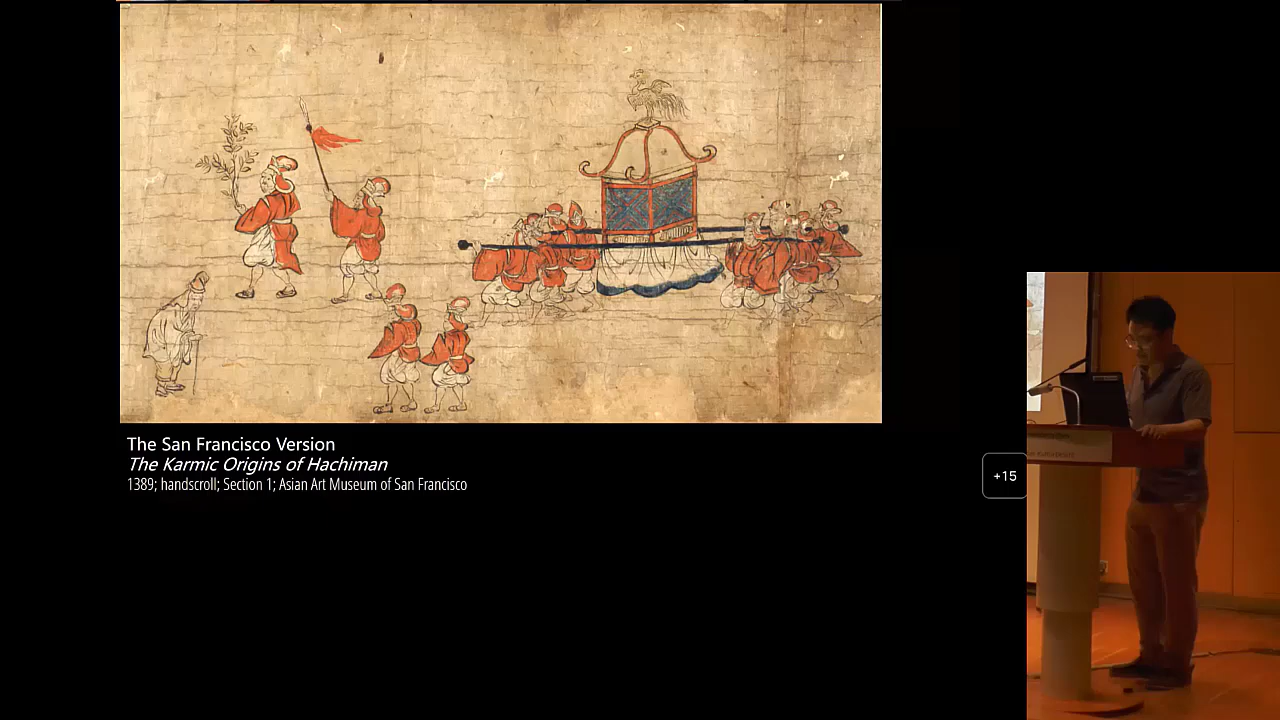 The San Francisco Version
The Karmic Origins of Hachiman
1389; handscroll; Section 1; Asian Art Museum of San Francisco
+15